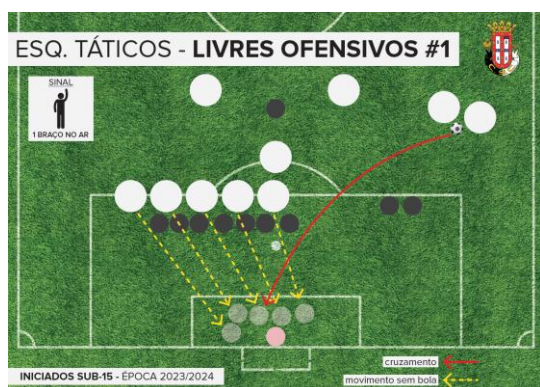 ESQ. TÁTICOS - LIVRES OFENSIVOS #1
SINAL
1 BRAÇO NO AR
cruzamento
INICIADOS SUB-15 - ÉPOCA 2023/2024
movimento sem bola